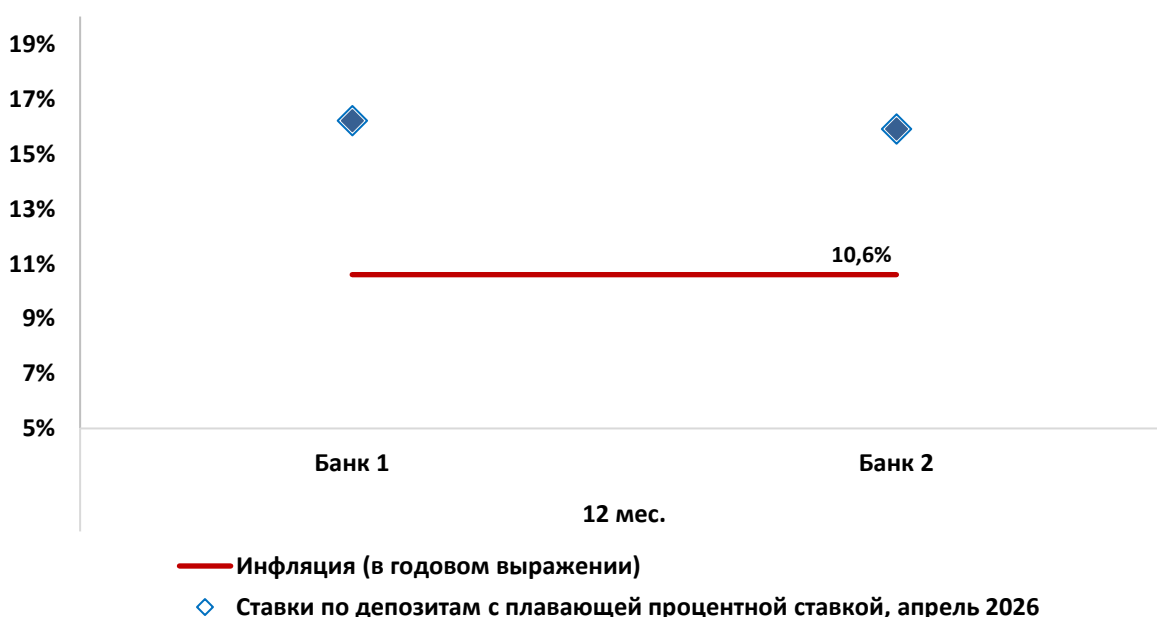 19%
17%
15%
13%
11%
9%
7%
5%
10,6%
Банк 1
Банк 2
12 мес.
Инфляция (в годовом выражении)
Ставки по депозитам с плавающей процентной ставкой, апрель 2026